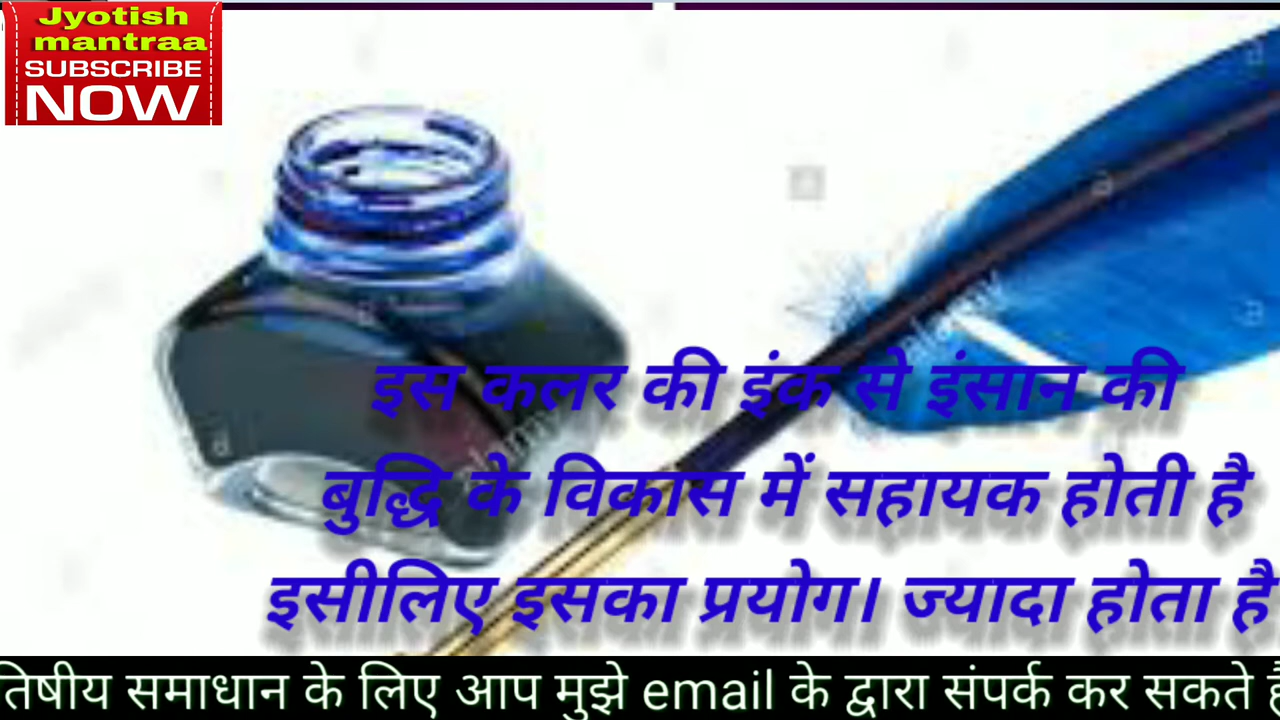 Jyotish
mantraa
SUBSCRIBE
NOW
इस कलर की इंक से इंसान की
बुद्धि के विकास में सहायक होती है
इसीलिए इसका प्रयोग। ज्यादा होता है
तिषीय समाधान के लिए आप मुझे email के द्वारा संपर्क कर सकते है